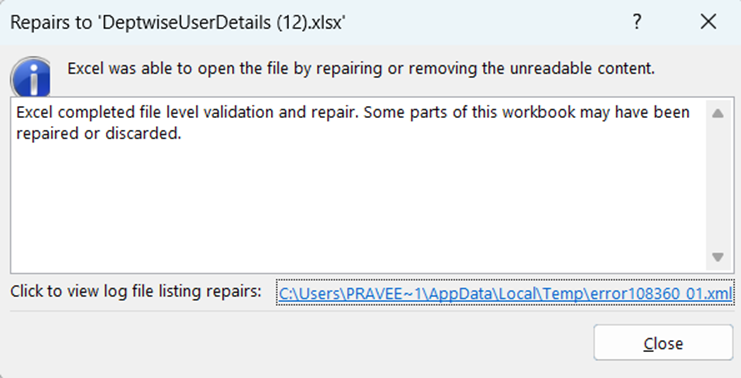 Repairs to 'DeptwiseUserDetails (12).xlsx'
?
Excel was able to open the file by repairing or removing the unreadable content.
Excel completed file level validation and repair. Some parts of this workbook may have been
repaired or discarded.
Click to view log file listing repairs: C:\Users\PRAVEE~1\AppData\Local\Temp\error108360_01.xml
Close